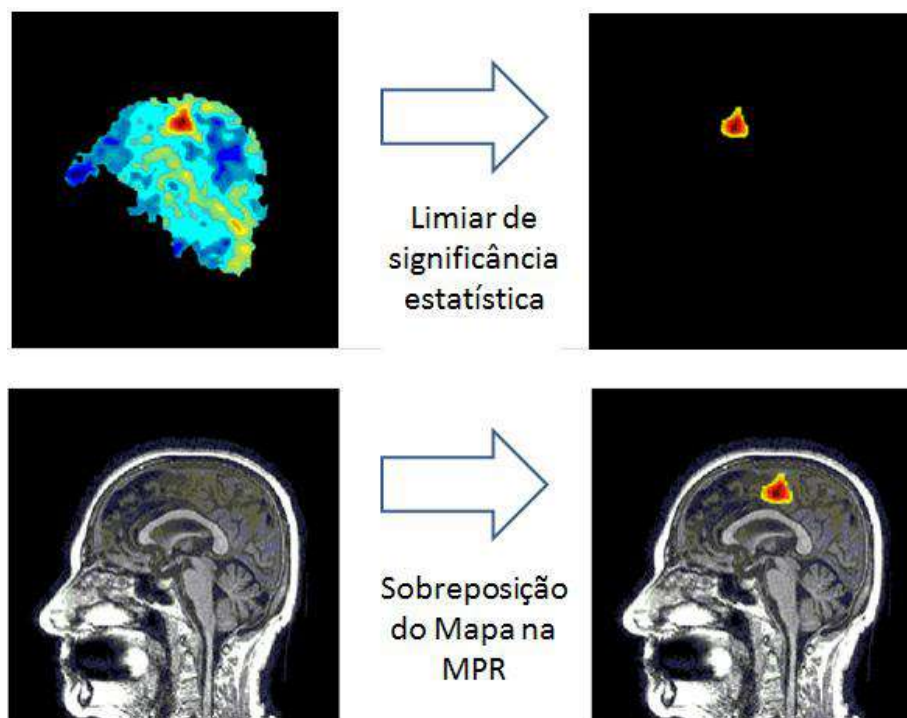 Limiar de
significância
estatística
Sobreposição
do Mapa na
MPR